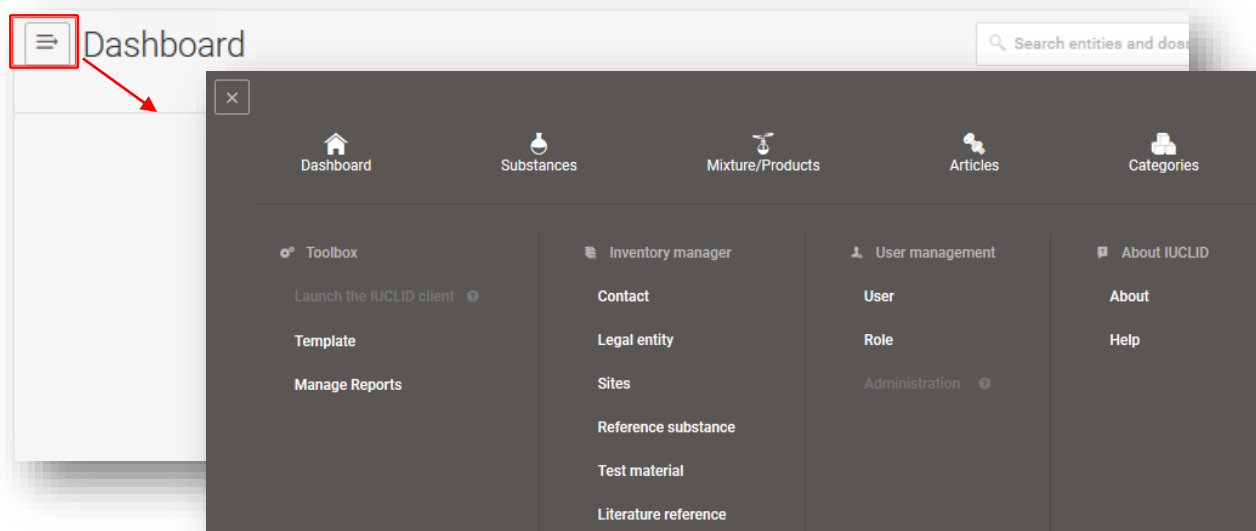 Dashboard
Search entities and doss
Dashboard
Substances
Mixture/Products
Articles
Categories
Toolbox
Launch the IUCLID client
Template
Manage Reports
Inventory manager
Contact
Legal entity
Sites
Reference substance
Test material
Literature reference
User management
User
Role
Administration
About IUCLID
About
Help